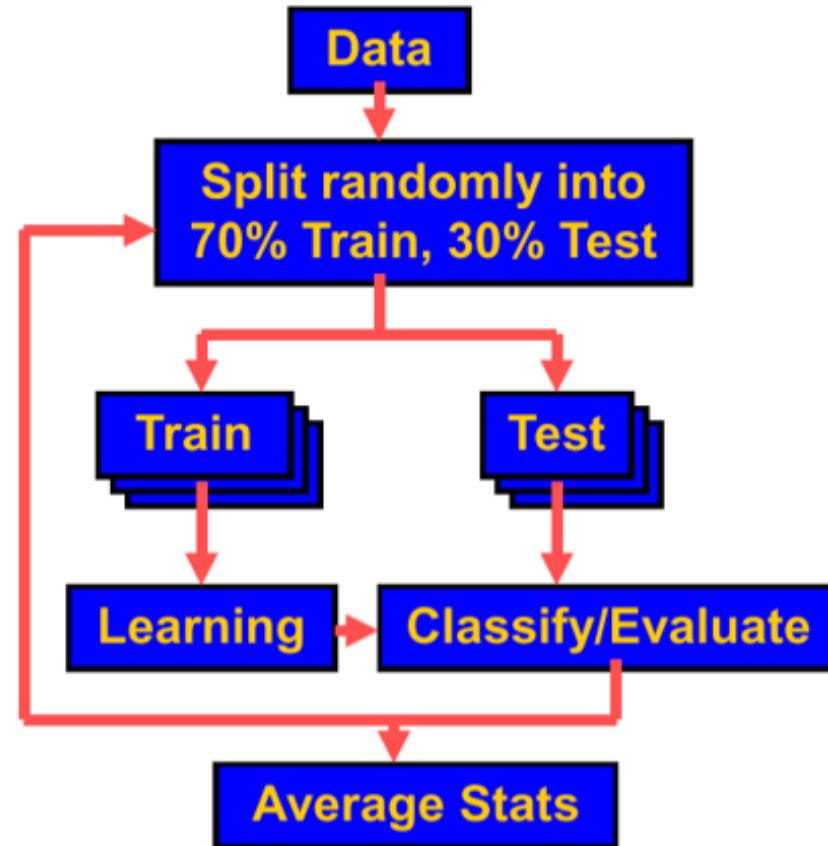 Data
Split randomly into
70% Train, 30% Test
Train
Test
Learning
Classify/Evaluate
Average Stats